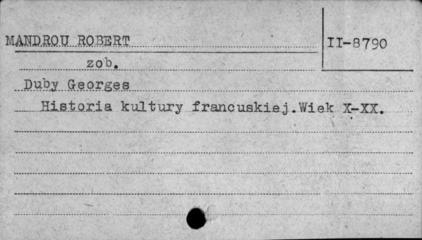 MANDROU ROBERT
II-8790
zob.
Duby Georges
Historia kultury francuskiej.Wiek X-XX.